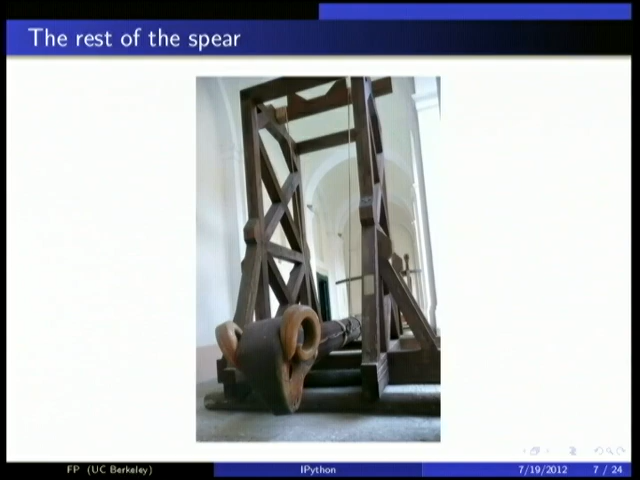 The rest of the spear
FP (UC Berkeley)
IPython
7/19/2012
7 / 24